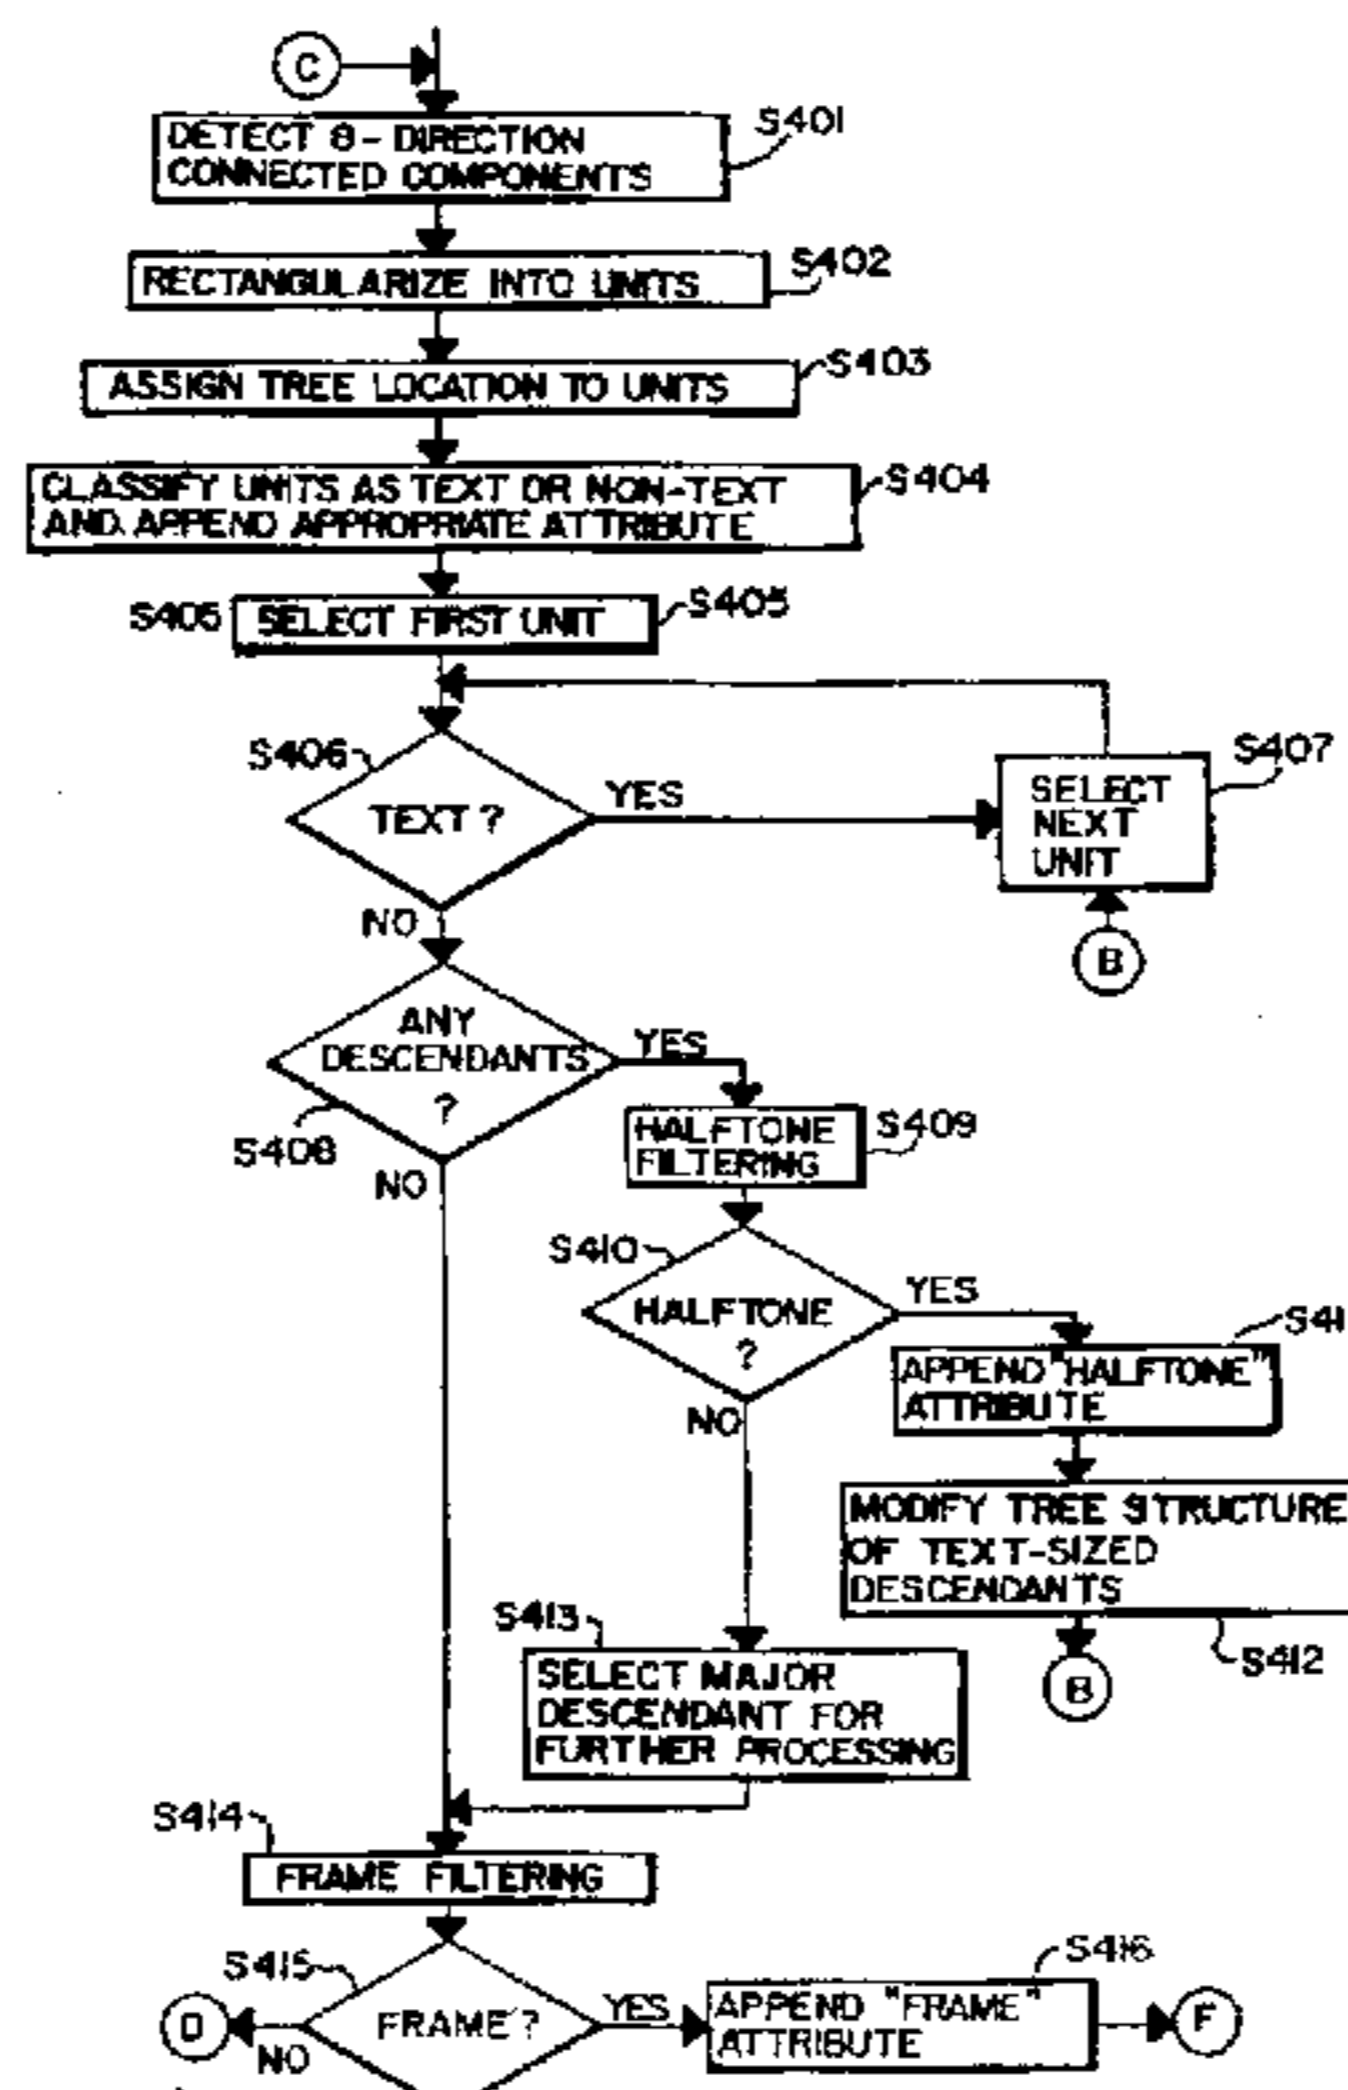 C
S401
DETECT 8-DIRECTION
CONNECTED COMPONENTS
S402
RECTANGULARIZE INTO UNITS
S403
ASSIGN TREE LOCATION TO UNITS
S404
CLASSIFY UNITS AS TEXT OR NON-TEXT
AND APPEND APPROPRIATE ATTRIBUTE
S405
SELECT FIRST UNIT
S405
S406
TEXT?
YES
S407
SELECT
NEXT
UNIT
NO
B
ANY
DESCENDANTS
?
YES
S408
NO
HALFTONE
FILTERING
S409
S410
HALFTONE
?
YES
NO
S41
APPEND "HALFTONE"
ATTRIBUTE
MODIFY TREE STRUCTURE
OF TEXT-SIZED
DESCENDANTS
S412
B
S413
SELECT MAJOR
DESCENDANT FOR
FURTHER PROCESSING
S414
FRAME FILTERING
S415
FRAME?
D
NO
YES
S416
APPEND "FRAME"
ATTRIBUTE
F